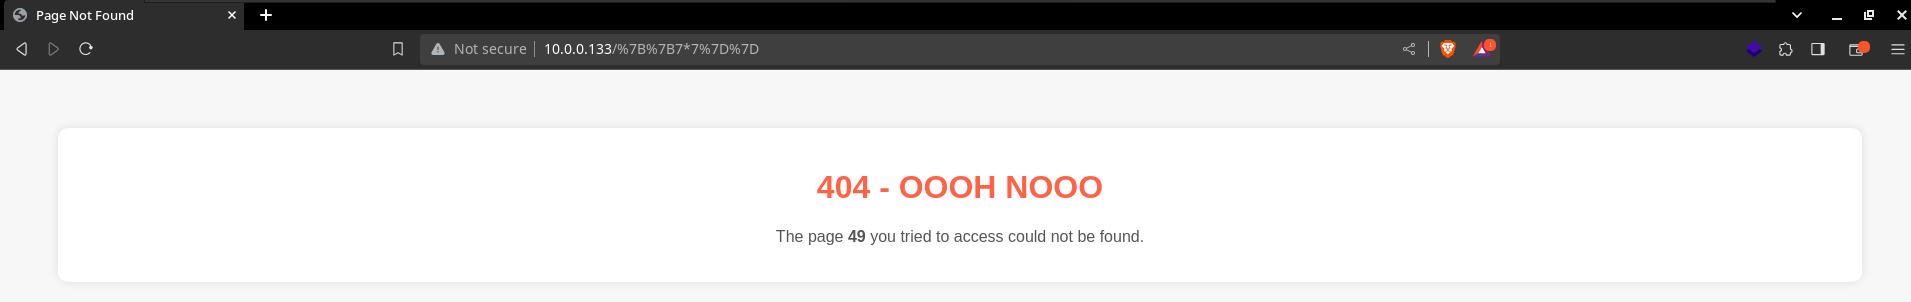 Page Not Found
Not secure 10.0.0.133/%7B%7B7*7%7D%7D
404 - OOOH NOOO
The page 49 you tried to access could not be found.